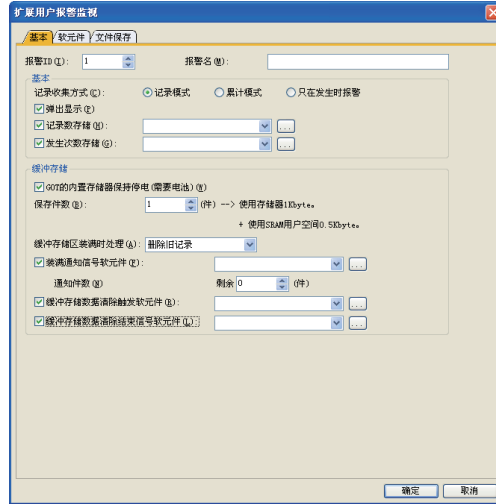 扩展用户报警监视
基本 软元件 文件保存
报警ID(I): 1 报警名(M):
基本
记录收集方式(C): 记录模式 累计模式 只在发生时报警
弹出显示(P)
记录数存储(H): ...
发生次数存储(G): ...
缓冲存储
GOT的内置存储器保持停电(需要电池)(W)
保存件数(B): 1 (件) --> 使用存储器1Kbyte。
+ 使用SRAM用户空间0.5Kbyte。
缓冲存储区装满时处理(A): 删除旧记录
装满通知信号软元件(F): ...
通知件数(N) 剩余 0 (件)
缓冲存储数据清除触发软元件(R): ...
缓冲存储数据清除结束信号软元件(L): ...
确定 取消